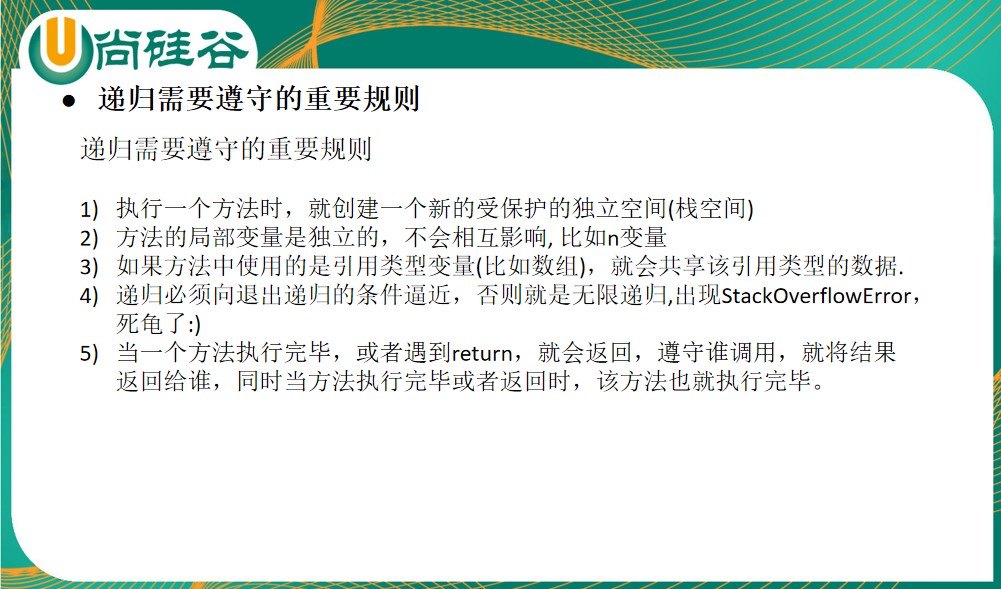 尚硅谷
● 递归需要遵守的重要规则
递归需要遵守的重要规则
1) 执行一个方法时，就创建一个新的受保护的独立空间(栈空间)
2) 方法的局部变量是独立的，不会相互影响, 比如n变量
3) 如果方法中使用的是引用类型变量(比如数组)，就会共享该引用类型的数据.
4) 递归必须向退出递归的条件逼近，否则就是无限递归,出现StackOverflowError，
死龟了:)
5) 当一个方法执行完毕，或者遇到return，就会返回，遵守谁调用，就将结果
返回给谁，同时当方法执行完毕或者返回时，该方法也就执行完毕。